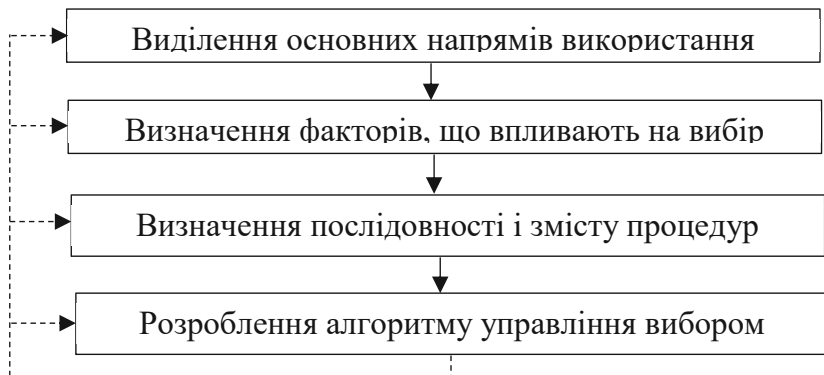 Виділення основних напрямів використання
Визначення факторів, що впливають на вибір
Визначення послідовності і змісту процедур
Розроблення алгоритму управління вибором